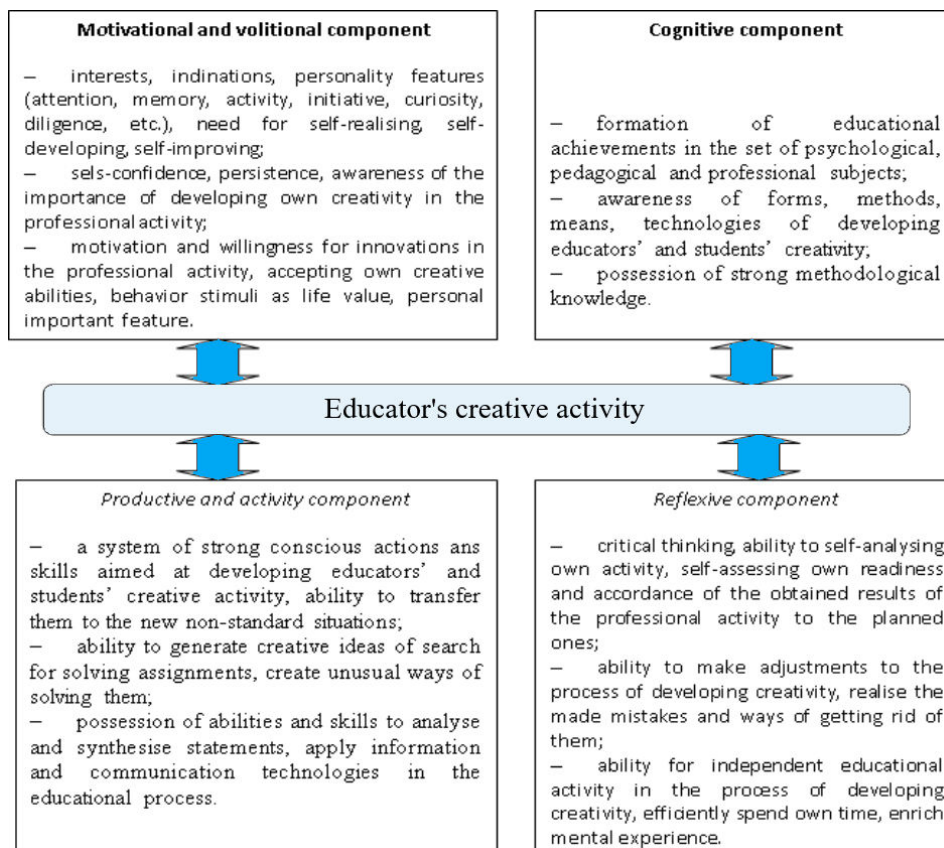 Motivational and volitional component
– interests, indinations, personality features
(attention, memory, activity, initiative, curiosity,
diligence, etc.), need for self-realising, self-
developing, self-improving;
– sels-confidence, persistence, awareness of the
importance of developing own creativity in the
professional activity;
– motivation and willingness for innovations in
the professional activity, accepting own creative
abilities, behavior stimuli as life value, personal
important feature.
Cognitive component
– formation of educational
achievements in the set of psychological,
pedagogical and professional subjects;
– awareness of forms, methods,
means, technologies of developing
educators’ and students’ creativity;
– possession of strong methodological
knowledge.
Educator's creative activity
Productive and activity component
– a system of strong conscious actions ans
skills aimed at developing educators’ and
students’ creative activity, ability to transfer
them to the new non-standard situations;
– ability to generate creative ideas of search
for solving assignments, create unusual ways of
solving them;
– possession of abilities and skills to analyse
and synthesise statements, apply information
and communication technologies in the
educational process.
Reflexive component
– critical thinking, ability to self-analysing
own activity, self-assessing own readiness
and accordance of the obtained results of
the professional activity to the planned
ones;
– ability to make adjustments to the
process of developing creativity, realise the
made mistakes and ways of getting rid of
them;
– ability for independent educational
activity in the process of developing
creativity, efficiently spend own time, enrich
mental experience.